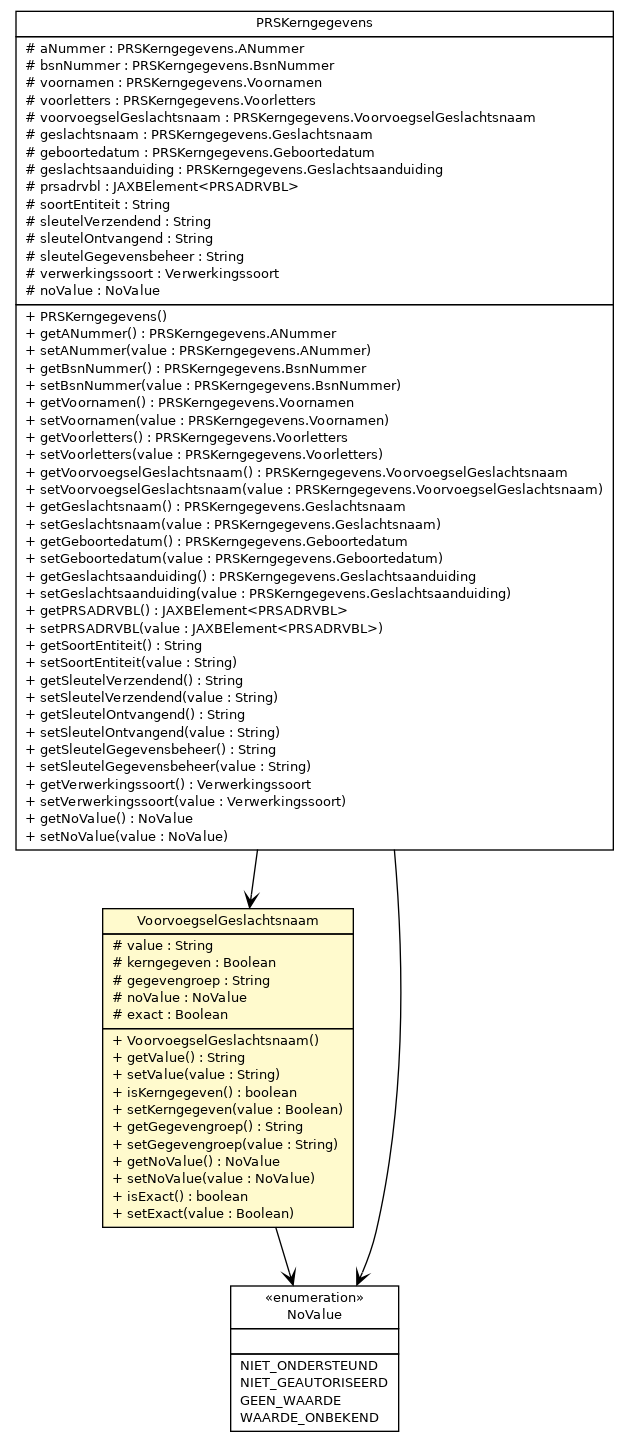 PRSKerngegevens
# aNummer : PRSKerngegevens.ANummer
# bsnNummer : PRSKerngegevens.BsnNummer
# voornamen : PRSKerngegevens.Voornamen
# voorletters : PRSKerngegevens.Voorletters
# voorvoegselGeslachtsnaam : PRSKerngegevens.VoorvoegselGeslachtsnaam
# geslachtsnaam : PRSKerngegevens.Geslachtsnaam
# geboortedatum : PRSKerngegevens.Geboortedatum
# geslachtsaanduiding : PRSKerngegevens.Geslachtsaanduiding
# prsadrvbl : JAXBElement<PRSADRVBL>
# soortEntiteit : String
# sleutelVerzendend : String
# sleutelOntvangend : String
# sleutelGegevensbeheer : String
# verwerkingssoort : Verwerkingssoort
# noValue : NoValue
+ PRSKerngegevens()
+ getANummer() : PRSKerngegevens.ANummer
+ setANummer(value : PRSKerngegevens.ANummer)
+ getBsnNummer() : PRSKerngegevens.BsnNummer
+ setBsnNummer(value : PRSKerngegevens.BsnNummer)
+ getVoornamen() : PRSKerngegevens.Voornamen
+ setVoornamen(value : PRSKerngegevens.Voornamen)
+ getVoorletters() : PRSKerngegevens.Voorletters
+ setVoorletters(value : PRSKerngegevens.Voorletters)
+ getVoorvoegselGeslachtsnaam() : PRSKerngegevens.VoorvoegselGeslachtsnaam
+ setVoorvoegselGeslachtsnaam(value : PRSKerngegevens.VoorvoegselGeslachtsnaam)
+ getGeslachtsnaam() : PRSKerngegevens.Geslachtsnaam
+ setGeslachtsnaam(value : PRSKerngegevens.Geslachtsnaam)
+ getGeboortedatum() : PRSKerngegevens.Geboortedatum
+ setGeboortedatum(value : PRSKerngegevens.Geboortedatum)
+ getGeslachtsaanduiding() : PRSKerngegevens.Geslachtsaanduiding
+ setGeslachtsaanduiding(value : PRSKerngegevens.Geslachtsaanduiding)
+ getPRSADRVBL() : JAXBElement<PRSADRVBL>
+ setPRSADRVBL(value : JAXBElement<PRSADRVBL>)
+ getSoortEntiteit() : String
+ setSoortEntiteit(value : String)
+ getSleutelVerzendend() : String
+ setSleutelVerzendend(value : String)
+ getSleutelOntvangend() : String
+ setSleutelOntvangend(value : String)
+ getSleutelGegevensbeheer() : String
+ setSleutelGegevensbeheer(value : String)
+ getVerwerkingssoort() : Verwerkingssoort
+ setVerwerkingssoort(value : Verwerkingssoort)
+ getNoValue() : NoValue
+ setNoValue(value : NoValue)
VoorvoegselGeslachtsnaam
# value : String
# kerngegeven : Boolean
# gegevengroep : String
# noValue : NoValue
# exact : Boolean
+ VoorvoegselGeslachtsnaam()
+ getValue() : String
+ setValue(value : String)
+ isKerngegeven() : boolean
+ setKerngegeven(value : Boolean)
+ getGegevengroep() : String
+ setGegevengroep(value : String)
+ getNoValue() : NoValue
+ setNoValue(value : NoValue)
+ isExact() : boolean
+ setExact(value : Boolean)
«enumeration»
NoValue
NIET_ONDERSTEUND
NIET_GEAUTORISEERD
GEEN_WAARDE
WAARDE_ONBEKEND